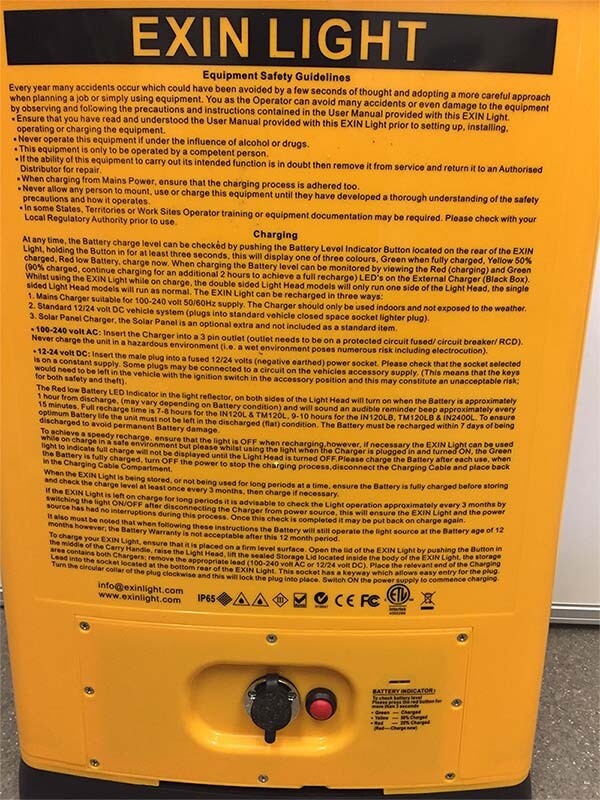 EXIN LIGHT
Equipment Safety Guidelines
Every year many accidents occur which could have been avoided by a few seconds of thought and adopting a more careful approach
when planning a job or simply using equipment. You as the Operator can avoid many accidents or even damage to the equipment
by observing and following the precautions and instructions contained in the User Manual provided with this EXIN Light.
• Ensure that you have read and understood the User Manual provided with this EXIN Light prior to setting up, installing,
operating or charging the equipment.
• Never operate this equipment if under the influence of alcohol or drugs.
• This equipment is only to be operated by a competent person.
• If the ability of this equipment to carry out its intended function is in doubt then remove it from service and return it to an Authorised
Distributor for repair.
• When charging from Mains Power, ensure that the charging process is adhered too.
• Never allow any person to mount, use or charge this equipment until they have developed a thorough understanding of the safety
precautions and how it operates.
• In some States, Territories or Work Sites Operator training or equipment documentation may be required. Please check with your
Local Regulatory Authority prior to use.
Charging
At any time, the Battery charge level can be checked by pushing the Battery Level Indicator Button located on the rear of the EXIN
Light, holding the Button in for at least three seconds, this will display one of three colours, Green when fully charged, Yellow 50%
charged, Red low Battery, charge now. When charging the Battery level can be monitored by viewing the Red (charging) and Green
(90% charged, continue charging for an additional 2 hours to achieve a full recharge) LED's on the External Charger (Black Box).
Whilst using the EXIN Light while on charge, the double sided Light Head models will only run one side of the Light Head, the single
sided Light Head models will run as normal. The EXIN Light can be recharged in three ways:
1. Mains Charger suitable for 100-240 volt 50/60Hz supply. The Charger should only be used indoors and not exposed to the weather.
2. Standard 12/24 volt DC vehicle system (plugs into standard vehicle closed space socket lighter plug).
3. Solar Panel Charger, the Solar Panel is an optional extra and not included as a standard item.
• 100-240 volt AC: Insert the Charger into a 3 pin outlet (outlet needs to be on a protected circuit fused/ circuit breaker/ RCD).
Never charge the unit in a hazardous environment (i.e. a wet environment poses numerous risk including electrocution).
• 12-24 volt DC: Insert the male plug into a fused 12/24 volts (negative earthed) power socket. Please check that the socket selected
is on a constant supply. Some plugs may be connected to a circuit on the vehicles accessory supply. (This means that the keys
would need to be left in the vehicle with the ignition switch in the accessory position and this may constitute an unacceptable risk;
for both safety and theft).
The Red low Battery LED Indicator in the light reflector, on both sides of the Light Head will turn on when the Battery is approximately
1 hour from discharge, (may vary depending on Battery condition) and will sound an audible reminder beep approximately every
15 minutes. Full recharge time is 7-8 hours for the IN120L & TM120L, 9-10 hours for the IN120LB, TM120LB & IN2400L. To ensure
optimum Battery life the unit must not be left in the discharged (flat) condition. The Battery must be recharged within 7 days of being
discharged to avoid permanent Battery damage.
To achieve a speedy recharge, ensure that the light is OFF when recharging,however, if necessary the EXIN Light can be used
while on charge in a safe environment but please whilst using the light when the Charger is plugged in and turned ON, the Green
light to indicate full charge will not be displayed until the Light Head is turned OFF.Please charge the Battery after each use, when
the Battery is fully charged, turn OFF the power to stop the charging process,disconnect the Charging Cable and place back
in the Charging Cable Compartment.
When the EXIN Light is being stored, or not being used for long periods at a time, ensure the Battery is fully charged before storing
and check the charge level at least once every 3 months, then charge if necessary.
If the EXIN Light is left on charge for long periods it is advisable to check the Light operation approximately every 3 months by
switching the light ON/OFF after disconnecting the Charger from power source, this will ensure the EXIN Light and the power
source has no interruptions during this process. Once this check is completed it may be put back on charge again.
It also must be noted that when following these instructions the Battery will still operate the light source at the Battery age of 12
months however; the Battery Warranty is not acceptable after this 12 month period.
To charge your EXIN Light, ensure that it is placed on a firm level surface. Open the lid of the EXIN Light by pushing the Button in
the middle of the Carry Handle, raise the Light Head, lift the sealed Storage Lid located inside the body of the EXIN Light, the storage
area contains both Chargers; remove the appropriate lead (100-240 volt AC or 12/24 volt DC). Place the relevant end of the Charging
Lead into the socket located at the bottom rear of the EXIN Light. This socket has a keyway which allows easy entry for the plug.
Turn the circular collar of the plug clockwise and this will lock the plug into place. Switch ON the power supply to commence charging.
info@exinlight.com
www.exinlight.com
IP65 CE FC ETL
BATTERY INDICATOR:
To check battery level
Please press the red button for
more than 3 seconds
• Green — Charged
• Yellow — 50% Charged
• Red — 20% Charged
(Red—Charge now)